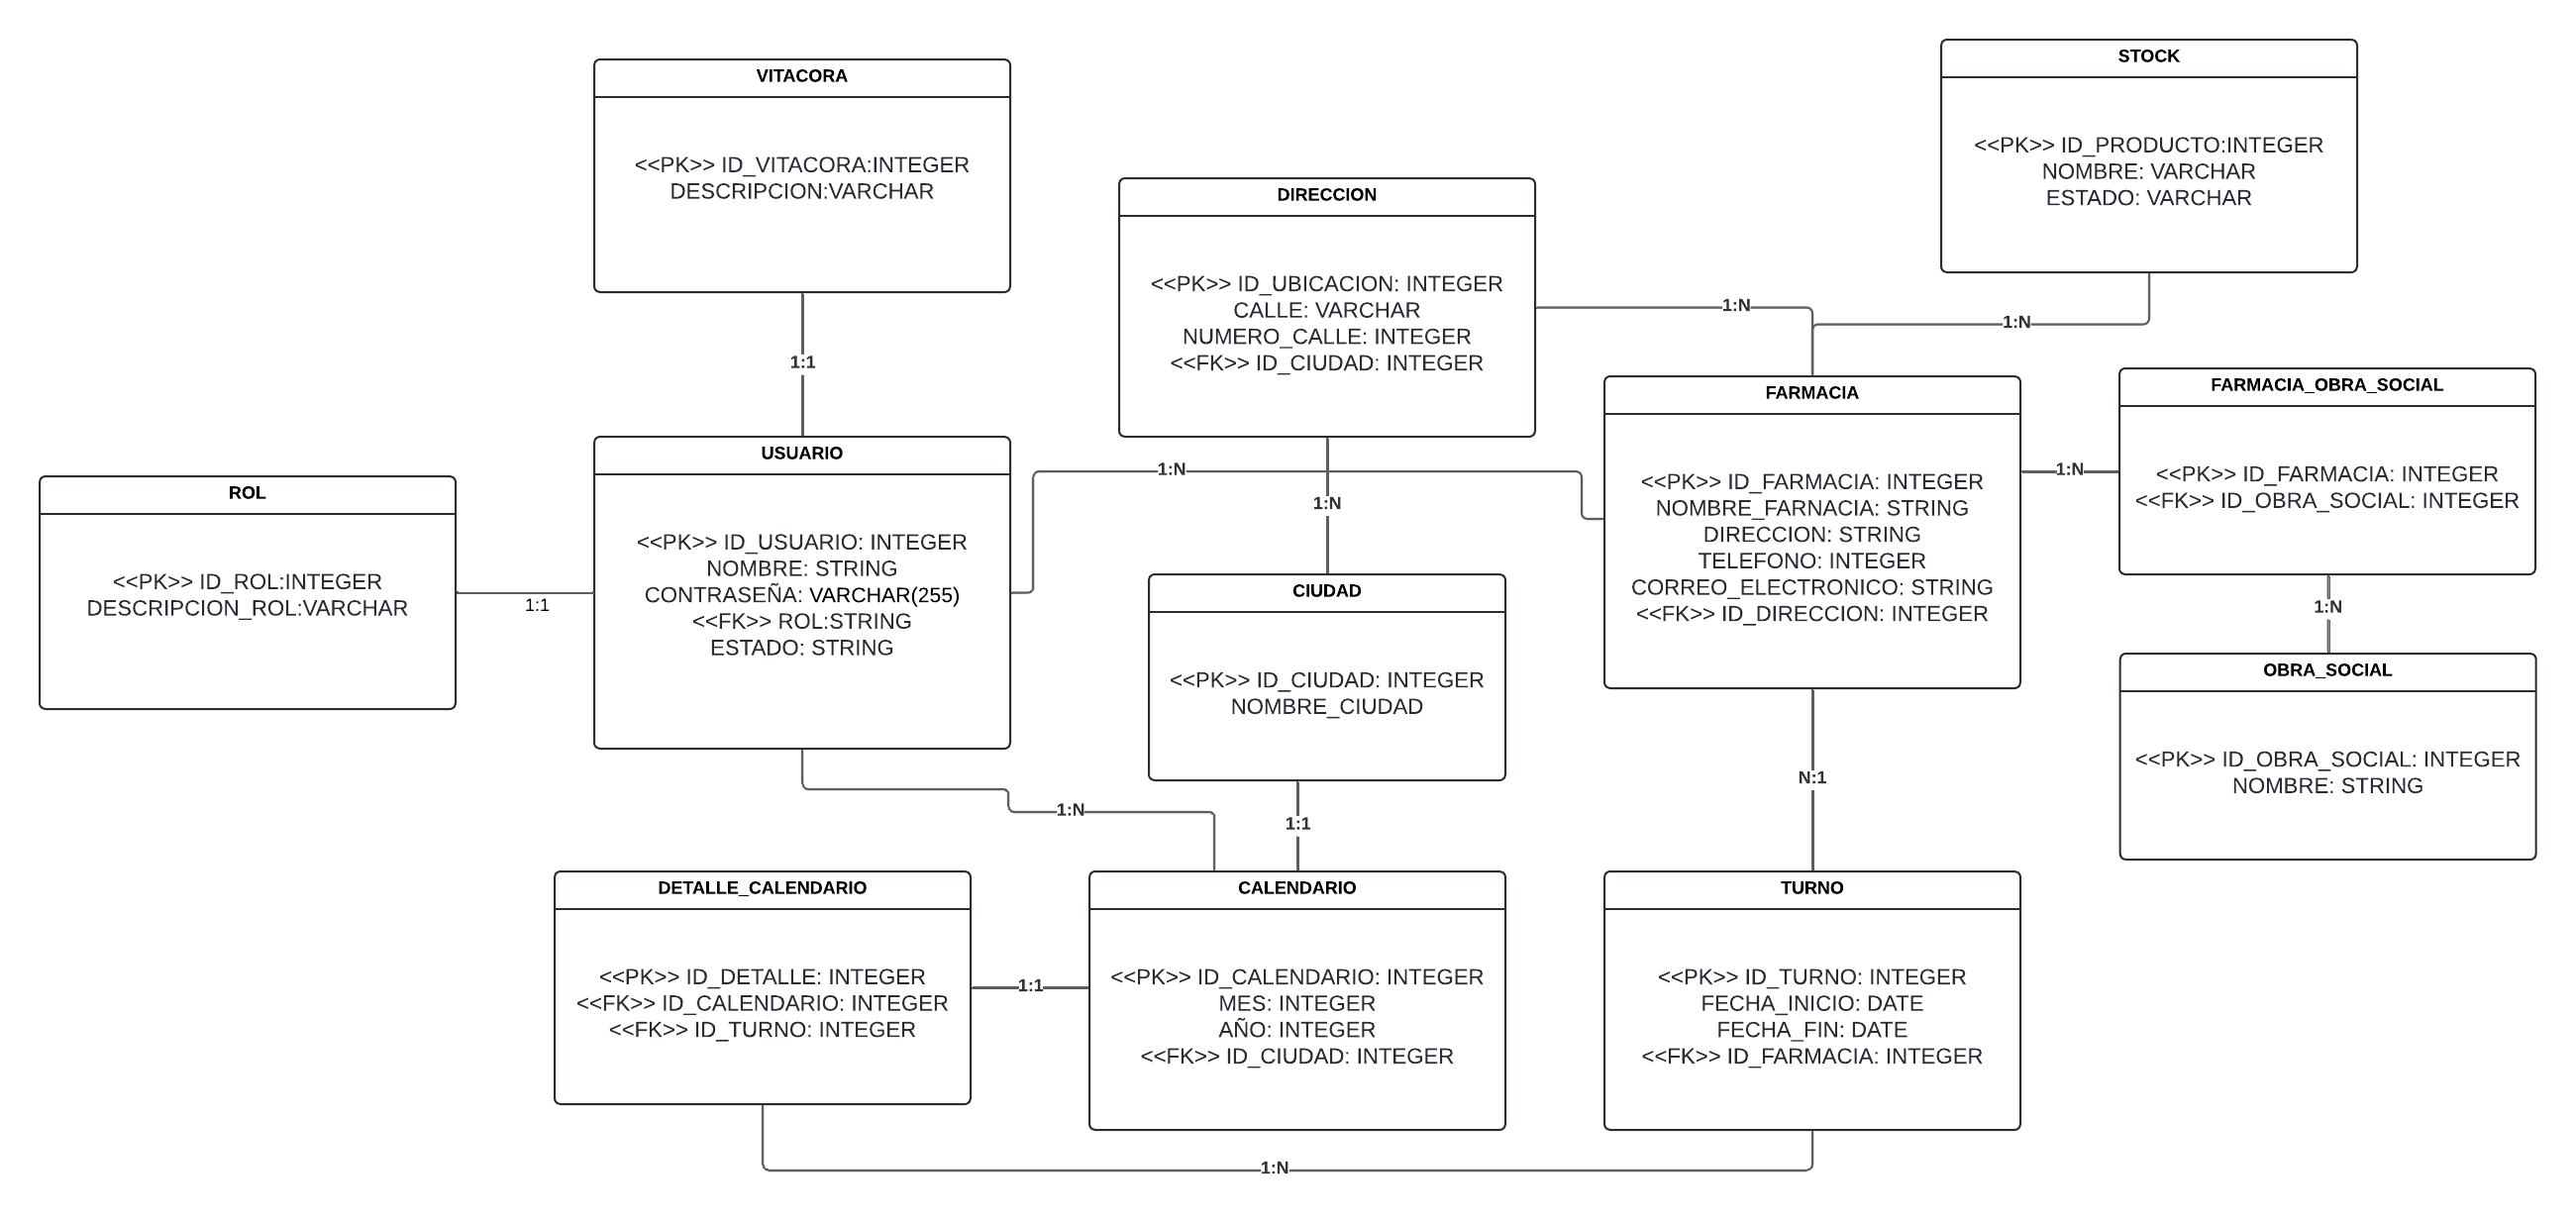 VITACORA
<<PK>> ID_VITACORA:INTEGER
DESCRIPCION:VARCHAR
STOCK
<<PK>> ID_PRODUCTO:INTEGER
NOMBRE: VARCHAR
ESTADO: VARCHAR
DIRECCION
<<PK>> ID_UBICACION: INTEGER
CALLE: VARCHAR
NUMERO_CALLE: INTEGER
<<FK>> ID_CIUDAD: INTEGER
1:N
1:N
1:1
FARMACIA
<<PK>> ID_FARMACIA: INTEGER
NOMBRE_FARNACIA: STRING
DIRECCION: STRING
TELEFONO: INTEGER
CORREO_ELECTRONICO: STRING
<<FK>> ID_DIRECCION: INTEGER
1:N
FARMACIA_OBRA_SOCIAL
<<PK>> ID_FARMACIA: INTEGER
<<FK>> ID_OBRA_SOCIAL: INTEGER
1:N
ROL
<<PK>> ID_ROL:INTEGER
DESCRIPCION_ROL:VARCHAR
1:1
USUARIO
<<PK>> ID_USUARIO: INTEGER
NOMBRE: STRING
CONTRASEÑA: VARCHAR(255)
<<FK>> ROL:STRING
ESTADO: STRING
1:N
1:N
CIUDAD
<<PK>> ID_CIUDAD: INTEGER
NOMBRE_CIUDAD
OBRA_SOCIAL
<<PK>> ID_OBRA_SOCIAL: INTEGER
NOMBRE: STRING
1:N
1:1
N:1
DETALLE_CALENDARIO
<<PK>> ID_DETALLE: INTEGER
<<FK>> ID_CALENDARIO: INTEGER
<<FK>> ID_TURNO: INTEGER
1:1
CALENDARIO
<<PK>> ID_CALENDARIO: INTEGER
MES: INTEGER
AÑO: INTEGER
<<FK>> ID_CIUDAD: INTEGER
TURNO
<<PK>> ID_TURNO: INTEGER
FECHA_INICIO: DATE
FECHA_FIN: DATE
<<FK>> ID_FARMACIA: INTEGER
1:N